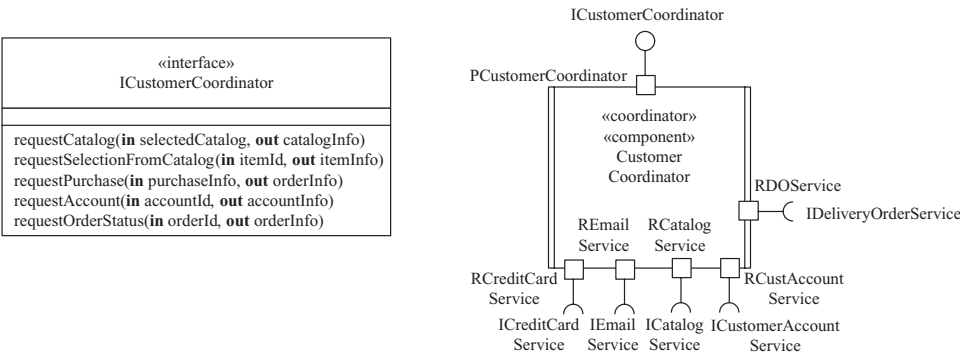 «interface»
ICustomerCoordinator
requestCatalog(in selectedCatalog, out catalogInfo)
requestSelectionFromCatalog(in itemId, out itemInfo)
requestPurchase(in purchaseInfo, out orderInfo)
requestAccount(in accountId, out accountInfo)
requestOrderStatus(in orderId, out orderInfo)
ICustomerCoordinator
PCustomerCoordinator
«coordinator»
«component»
Customer
Coordinator
RDOService
IDeliveryOrderService
REmail
Service
RCatalog
Service
RCreditCard
Service
RCustAccount
Service
ICreditCard
Service
IEmail
Service
ICatalog
Service
ICustomerAccount
Service